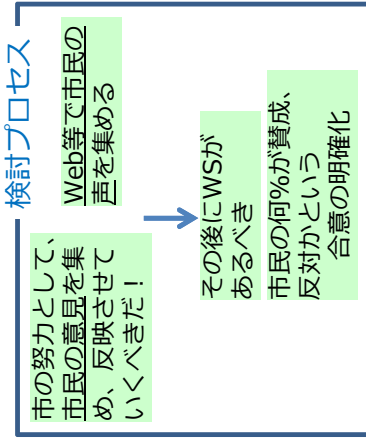 検討プロセス
市の努力として、
市民の意見を集
め、反映させて
いくべきだ！
Web等で市民の
声を集める
その後にWSが
あるべき
市民の何%が賛成、
反対かという
合意の明確化